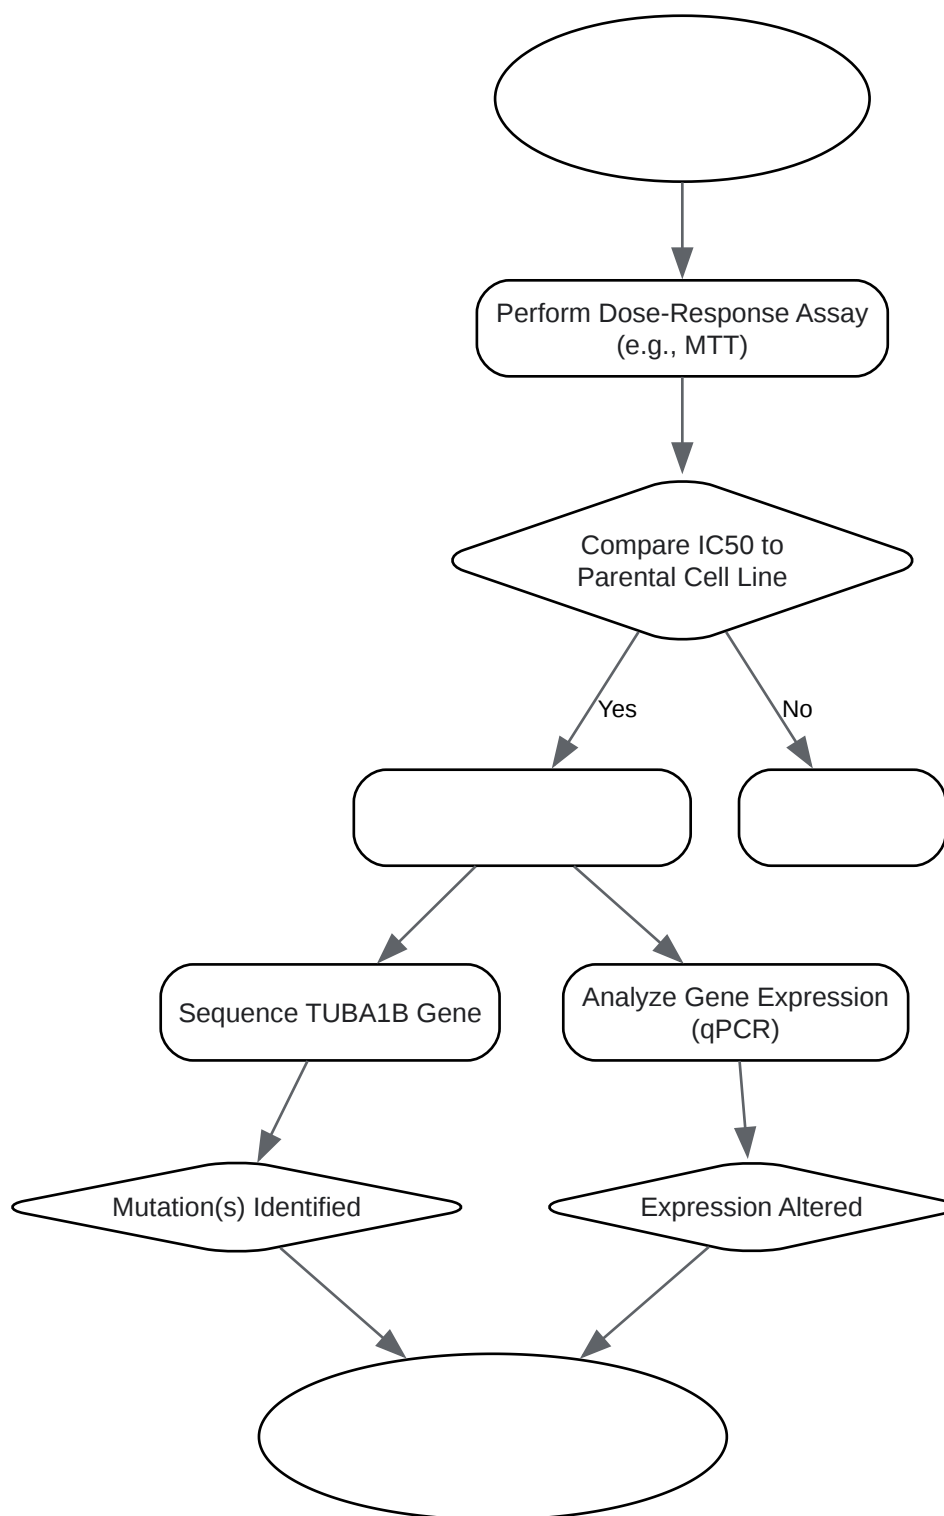 Perform Dose-Response Assay
(e.g., MTT)
Compare IC50 to
Parental Cell Line
Yes
No
Sequence TUBA1B Gene
Analyze Gene Expression
(qPCR)
Mutation(s) Identified
Expression Altered